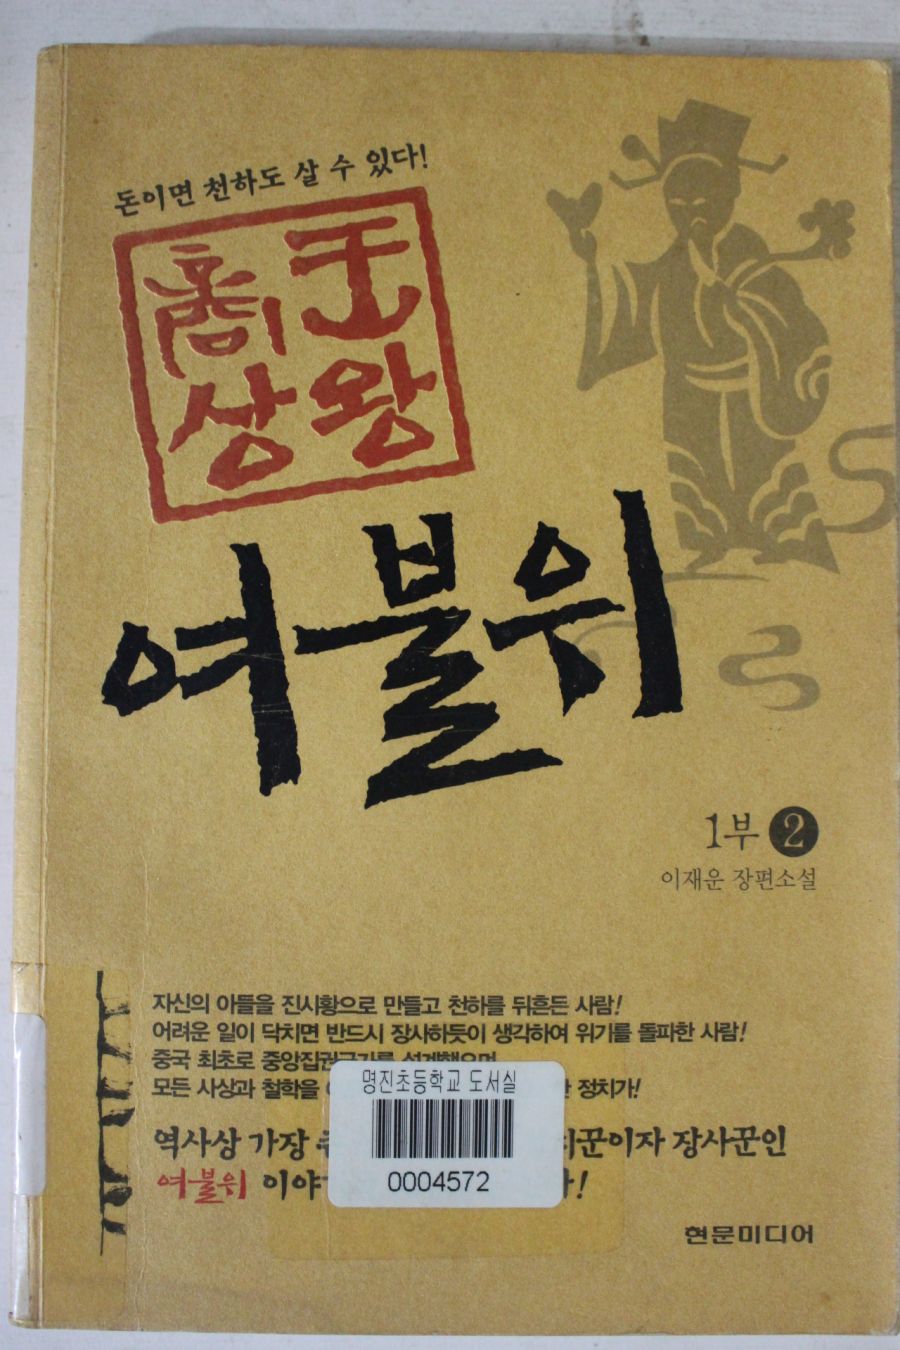 돈이면 천하도 살 수 있다!
商王
상왕
여불위
1부 2
이재운 장편소설
자신의 아들을 진시황으로 만들고 천하를 뒤흔든 사람!
어려운 일이 닥치면 반드시 장사하듯이 생각하여 위기를 돌파한 사람!
중국 최초로 중앙집권국가를 설계했으며
모든 사상과 철학을 정치가!
역사상 가장 장사꾼인
여불위
명진초등학교 도서실
0004572
현문미디어